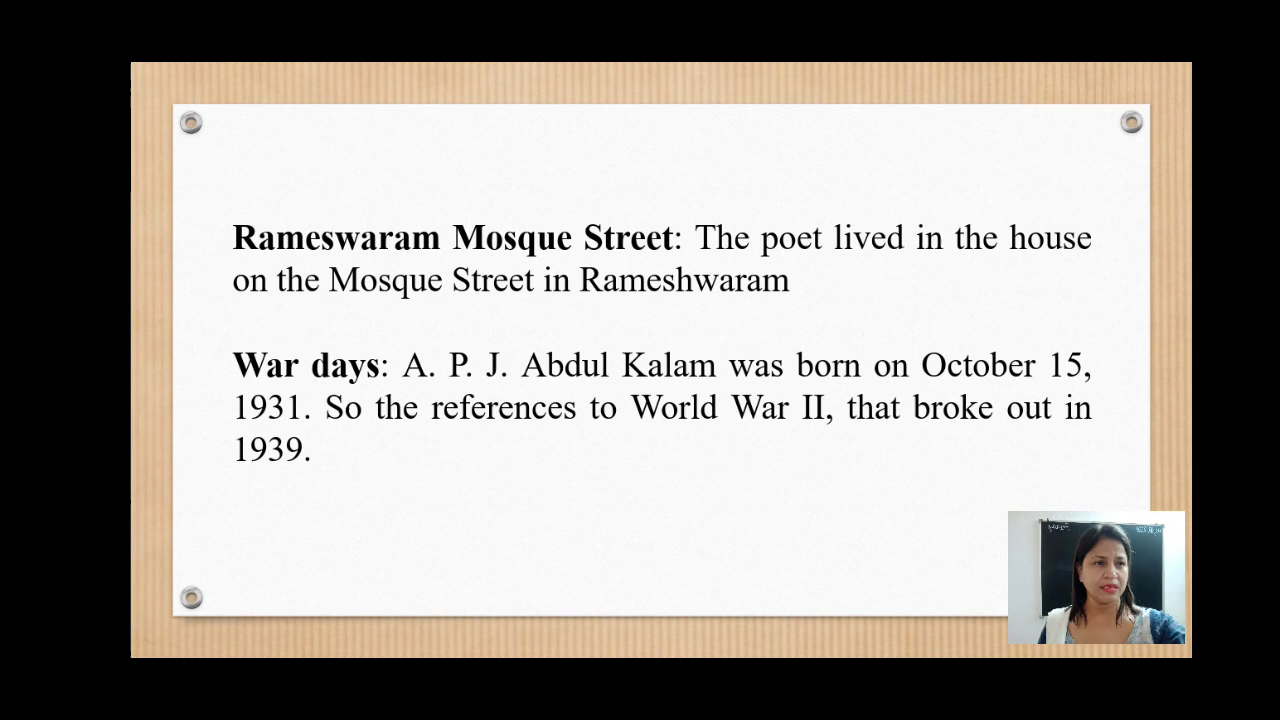 Rameswaram Mosque Street: The poet lived in the house
on the Mosque Street in Rameshwaram
War days: A. P. J. Abdul Kalam was born on October 15,
1931. So the references to World War II, that broke out in
1939.